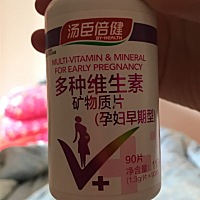 汤臣倍健
BY-HEALTH
MULTI-VITAMIN & MINERAL
FOR EARLY PREGNANCY
多种维生素
矿物质片
(孕妇早期型)
90片
净含量: